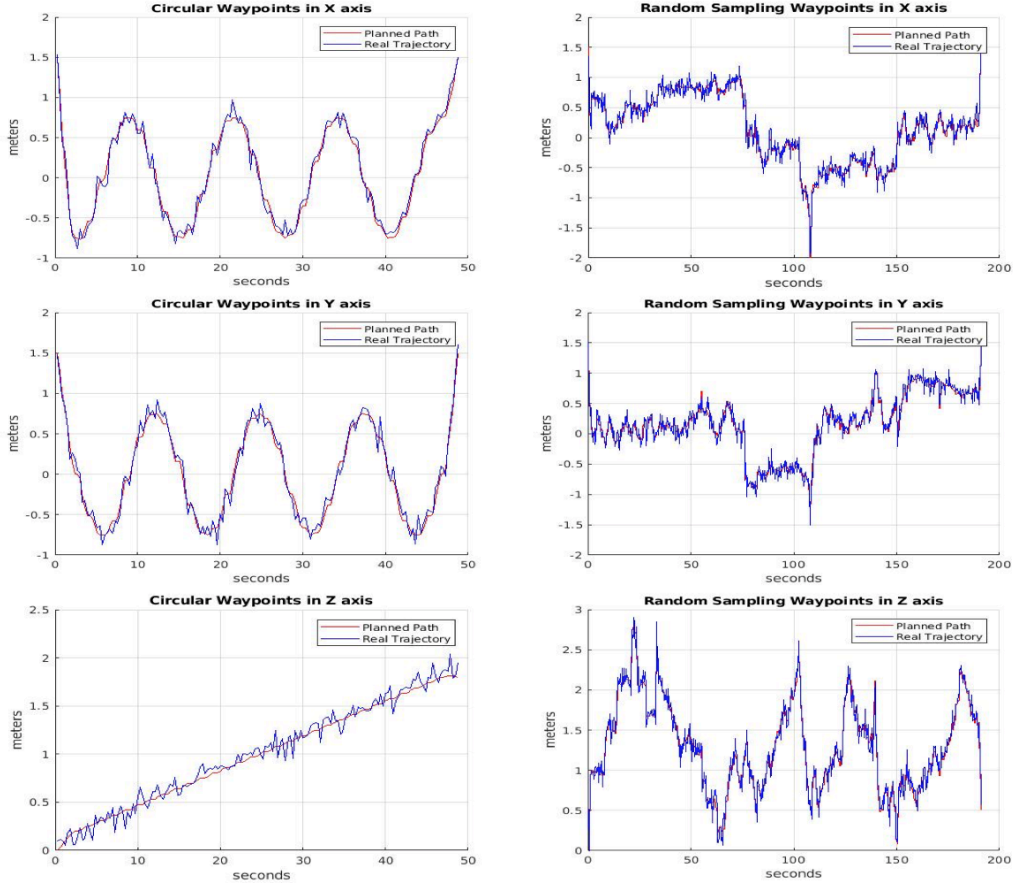 Circular Waypoints in X axis
2
1.5
1
0.5
0
-0.5
-1
meters
Planned Path
Real Trajectory
0 10 20 30 40 50
seconds
Random Sampling Waypoints in X axis
2
1.5
1
0.5
0
-0.5
-1
-1.5
-2
meters
Planned Path
Real Trajectory
0 50 100 150 200
seconds
Circular Waypoints in Y axis
2
1.5
1
0.5
0
-0.5
-1
meters
Planned Path
Real Trajectory
0 10 20 30 40 50
seconds
Random Sampling Waypoints in Y axis
2
1.5
1
0.5
0
-0.5
-1
-1.5
-2
meters
Planned Path
Real Trajectory
0 50 100 150 200
seconds
Circular Waypoints in Z axis
2.5
2
1.5
1
0.5
0
meters
Planned Path
Real Trajectory
0 10 20 30 40 50
seconds
Random Sampling Waypoints in Z axis
3
2.5
2
1.5
1
0.5
0
meters
Planned Path
Real Trajectory
0 50 100 150 200
seconds